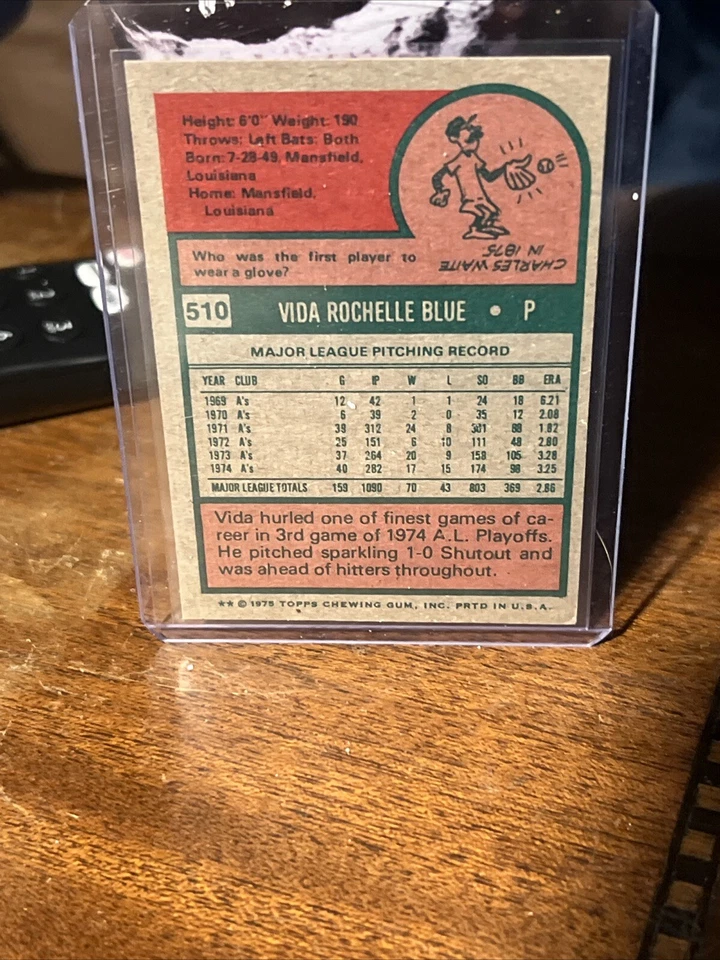 Height: 6'0" Weight: 190
Throws: Left Bats: Both
Born: 7-28-49, Mansfield,
Louisiana
Home: Mansfield,
Louisiana
Who was the first player to
wear a glove?
CHARLES WAITE
IN 1875
510 VIDA ROCHELLE BLUE • P
MAJOR LEAGUE PITCHING RECORD
YEAR CLUB G IP W L SO BB ERA
1969 A's 12 42 1 1 24 18 6.21
1970 A's 6 39 2 0 35 12 2.08
1971 A's 39 312 24 8 301 88 1.82
1972 A's 25 151 6 10 111 48 2.80
1973 A's 37 264 20 9 158 105 3.28
1974 A's 40 282 17 15 174 98 3.25
MAJOR LEAGUE TOTALS 159 1090 70 43 803 369 2.86
Vida hurled one of finest games of ca-
reer in 3rd game of 1974 A.L. Playoffs.
He pitched sparkling 1-0 Shutout and
was ahead of hitters throughout.
** © 1975 TOPPS CHEWING GUM, INC. PRTD IN U.S.A.